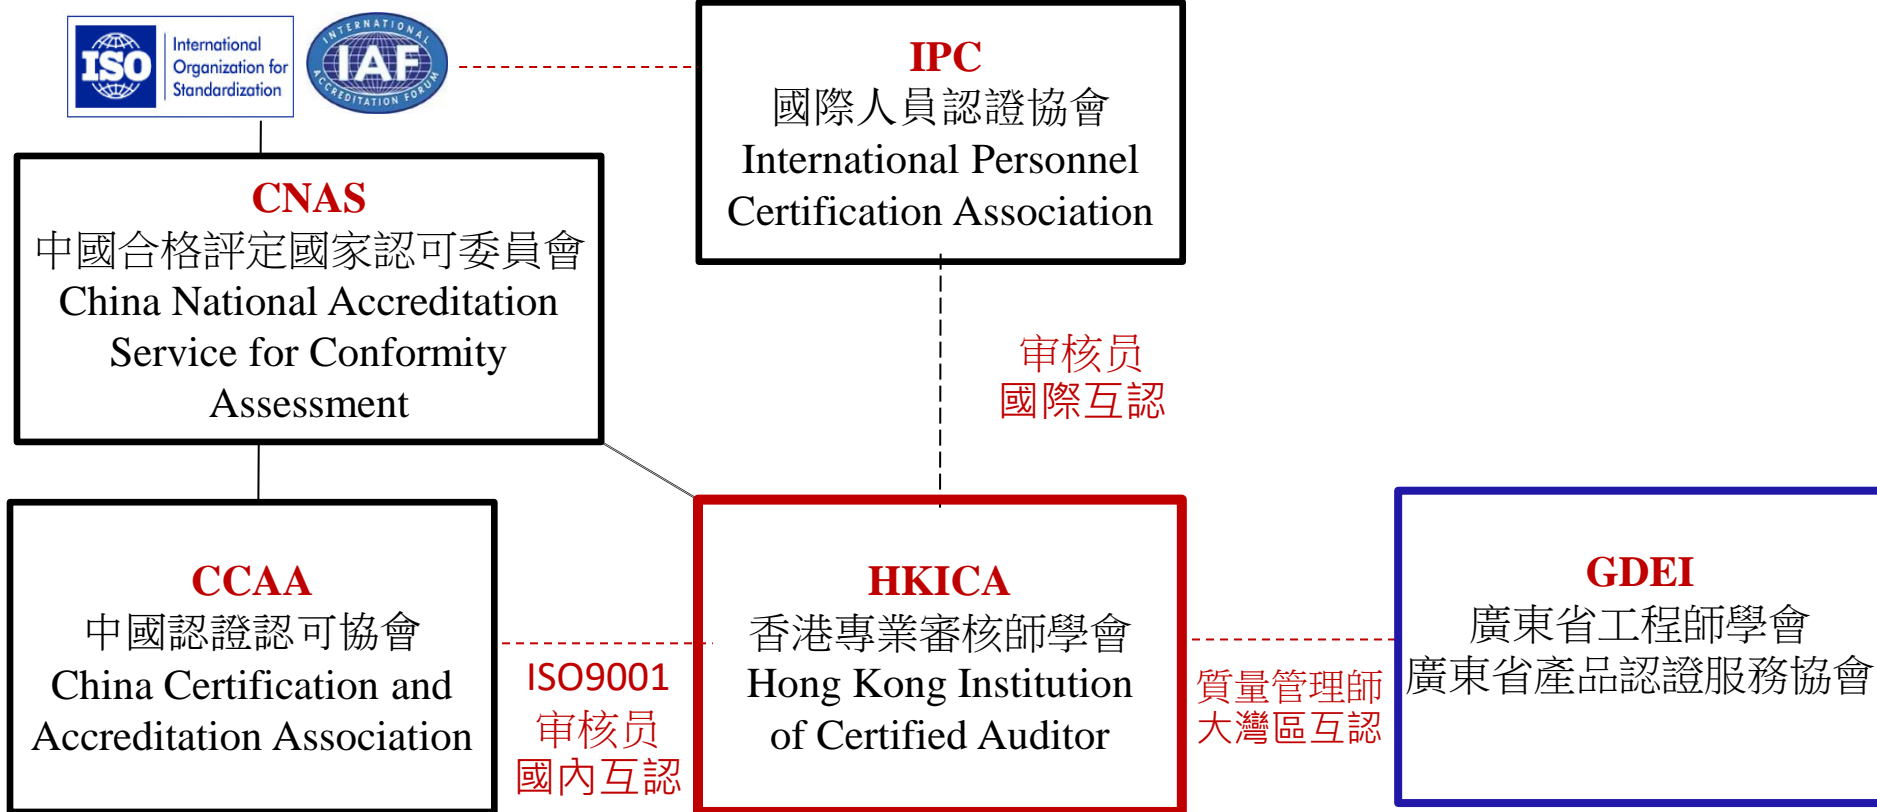 ISO
International
Organization for
Standardization
INTERNATIONAL
IAF
ACCREDITATION FORUM
IPC
國際人員認證協會
International Personnel
Certification Association
CNAS
中國合格評定國家認可委員會
China National Accreditation
Service for Conformity
Assessment
审核员
國際互認
CCAA
中國認證認可協會
China Certification and
Accreditation Association
ISO9001
审核员
國內互認
HKICA
香港專業審核師學會
Hong Kong Institution
of Certified Auditor
質量管理師
大灣區互認
GDEI
廣東省工程師學會
廣東省產品認證服務協會